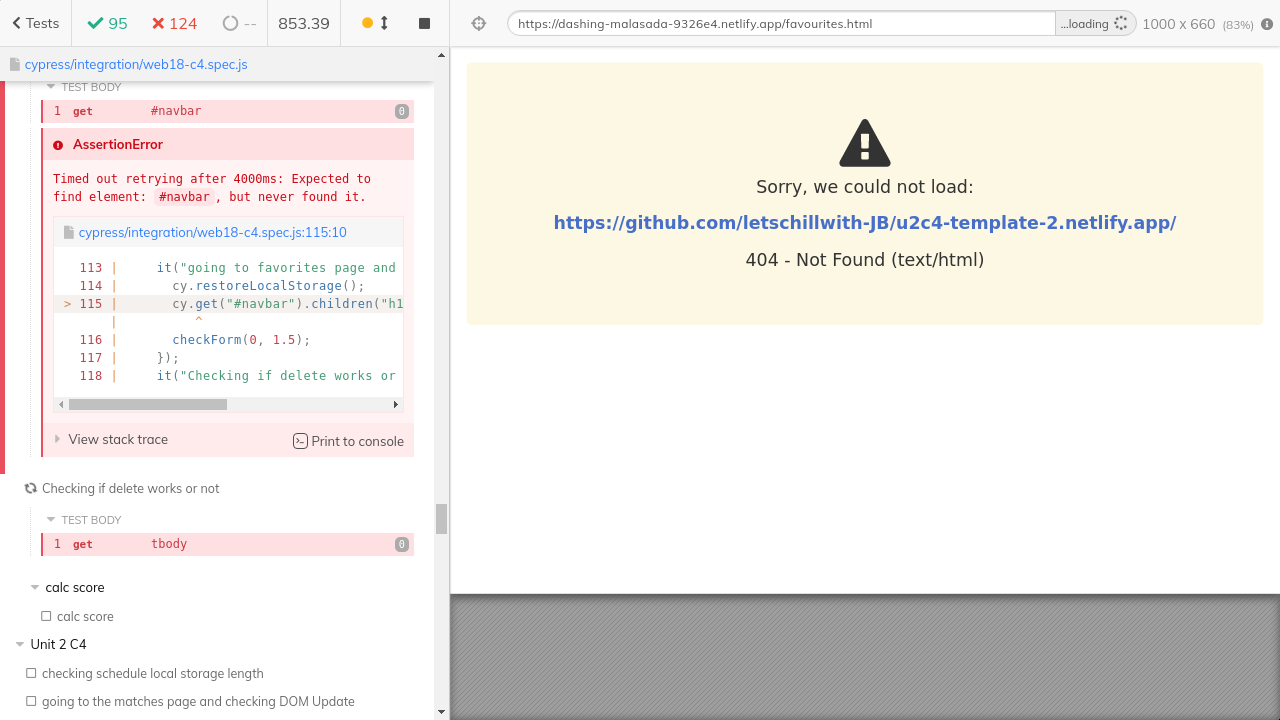 Tests
95
124
--
853.39
https://dashing-malasada-9326e4.netlify.app/favourites.html
...loading
1000 x 660 (83%)
cypress/integration/web18-c4.spec.js
TEST BODY
1 get #navbar 0
AssertionError
Timed out retrying after 4000ms: Expected to
find element: #navbar, but never found it.
cypress/integration/web18-c4.spec.js:115:10
113 | it("going to favorites page and
114 | cy.restoreLocalStorage();
> 115 | cy.get("#navbar").children("h1
| ^
116 | checkForm(0, 1.5);
117 | });
118 | it("Checking if delete works or
View stack trace
Print to console
Checking if delete works or not
TEST BODY
1 get tbody 0
calc score
calc score
Unit 2 C4
checking schedule local storage length
going to the matches page and checking DOM Update
Sorry, we could not load:
https://github.com/letschillwith-JB/u2c4-template-2.netlify.app/
404 - Not Found (text/html)